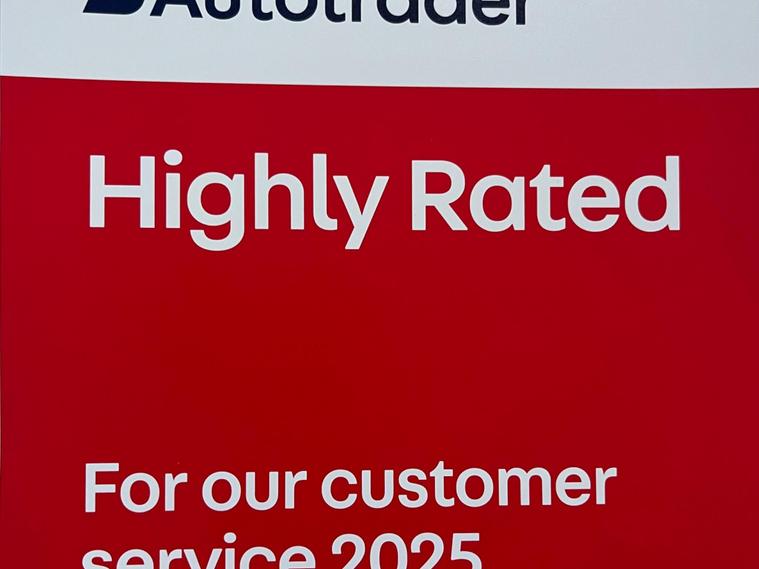 Autotrader
Highly Rated
For our customer
service 2025